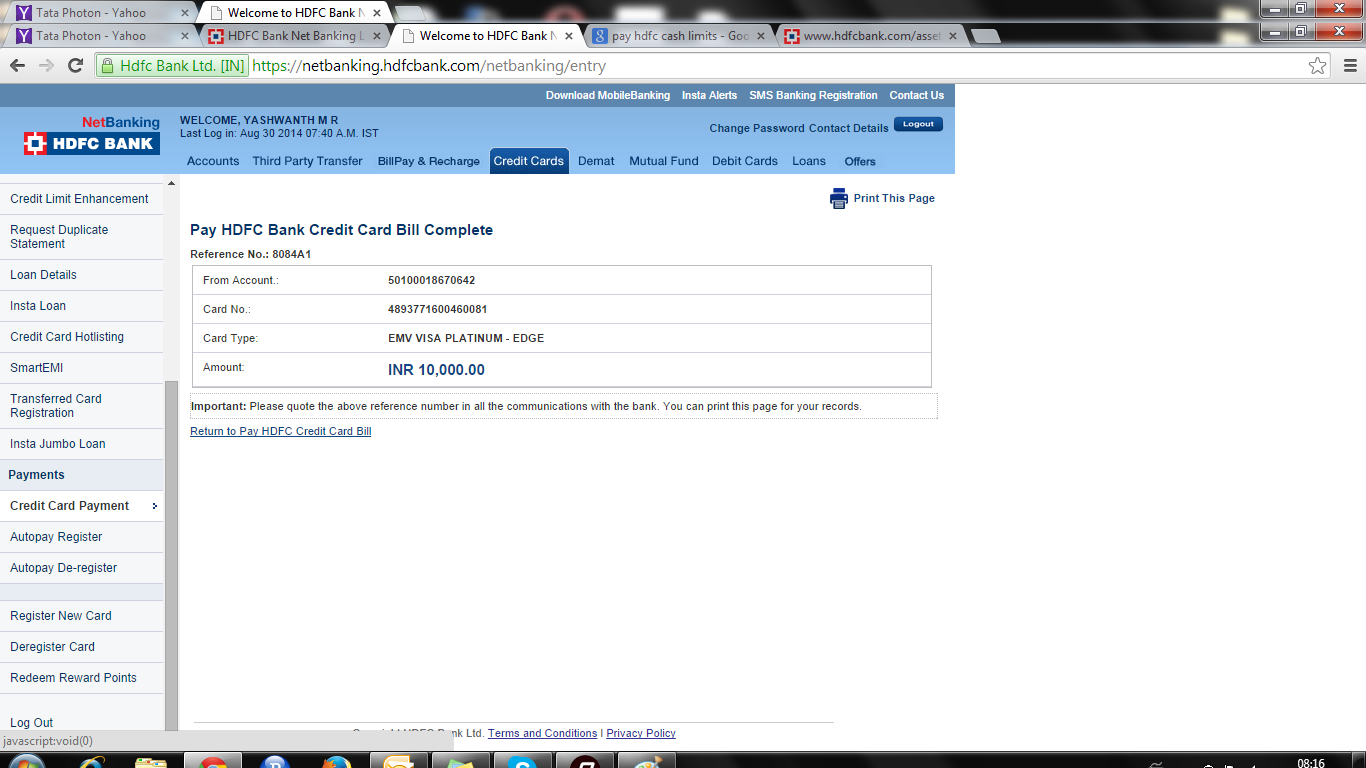 Tata Photon - Yahoo
Welcome to HDFC Bank N
Tata Photon - Yahoo
HDFC Bank Net Banking L
Welcome to HDFC Bank N
pay hdfc cash limits - Goo
www.hdfcbank.com/asset
Hdfc Bank Ltd. [IN] https://netbanking.hdfcbank.com/netbanking/entry
Download MobileBanking Insta Alerts SMS Banking Registration Contact Us
NetBanking
HDFC BANK
WELCOME, YASHWANTH M R
Last Log in: Aug 30 2014 07:40 A.M. IST
Change Password Contact Details Logout
Accounts Third Party Transfer BillPay & Recharge Credit Cards Demat Mutual Fund Debit Cards Loans Offers
Credit Limit Enhancement
Request Duplicate
Statement
Loan Details
Insta Loan
Credit Card Hotlisting
SmartEMI
Transferred Card
Registration
Insta Jumbo Loan
Payments
Credit Card Payment
Autopay Register
Autopay De-register
Register New Card
Deregister Card
Redeem Reward Points
Log Out
Print This Page
Pay HDFC Bank Credit Card Bill Complete
Reference No.: 8084A1
From Account.: 50100018670642
Card No.: 4893771600460081
Card Type: EMV VISA PLATINUM - EDGE
Amount: INR 10,000.00
Important: Please quote the above reference number in all the communications with the bank. You can print this page for your records.
Return to Pay HDFC Credit Card Bill
Copyright HDFC Bank Ltd. Terms and Conditions I Privacy Policy
javascript:void(0)
08:16